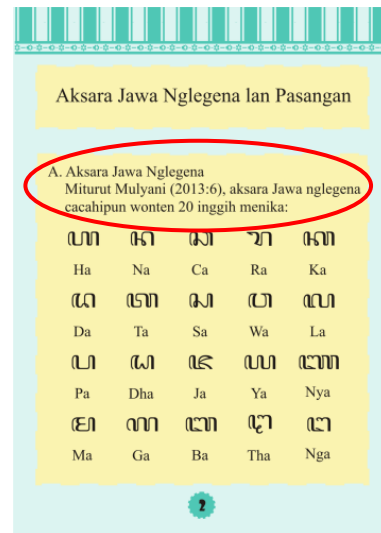 Aksara Jawa Nglegena lan Pasangan
A. Aksara Jawa Nglegena
Miturut Mulyani (2013:6), aksara Jawa nglegena
cacahipun wonten 20 inggih menika:
ꦲ ꦤ ꦕ ꦫ ꦏ
Ha Na Ca Ra Ka
ꦢ ꦠ ꦱ ꦮ ꦭ
Da Ta Sa Wa La
ꦥ ꦝ ꦗ ꦪ ꦚ
Pa Dha Ja Ya Nya
ꦩ ꦒ ꦧ ꦛ ꦔ
Ma Ga Ba Tha Nga
2